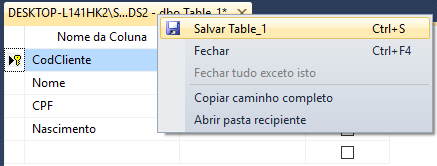 DESKTOP-L141HK2\S...DS2 - dbo.Table_1*
Salvar Table_1 Ctrl+S
Nome da Coluna
Fechar Ctrl+F4
CodCliente
Fechar tudo exceto isto
Nome
Copiar caminho completo
CPF
Abrir pasta recipiente
Nascimento